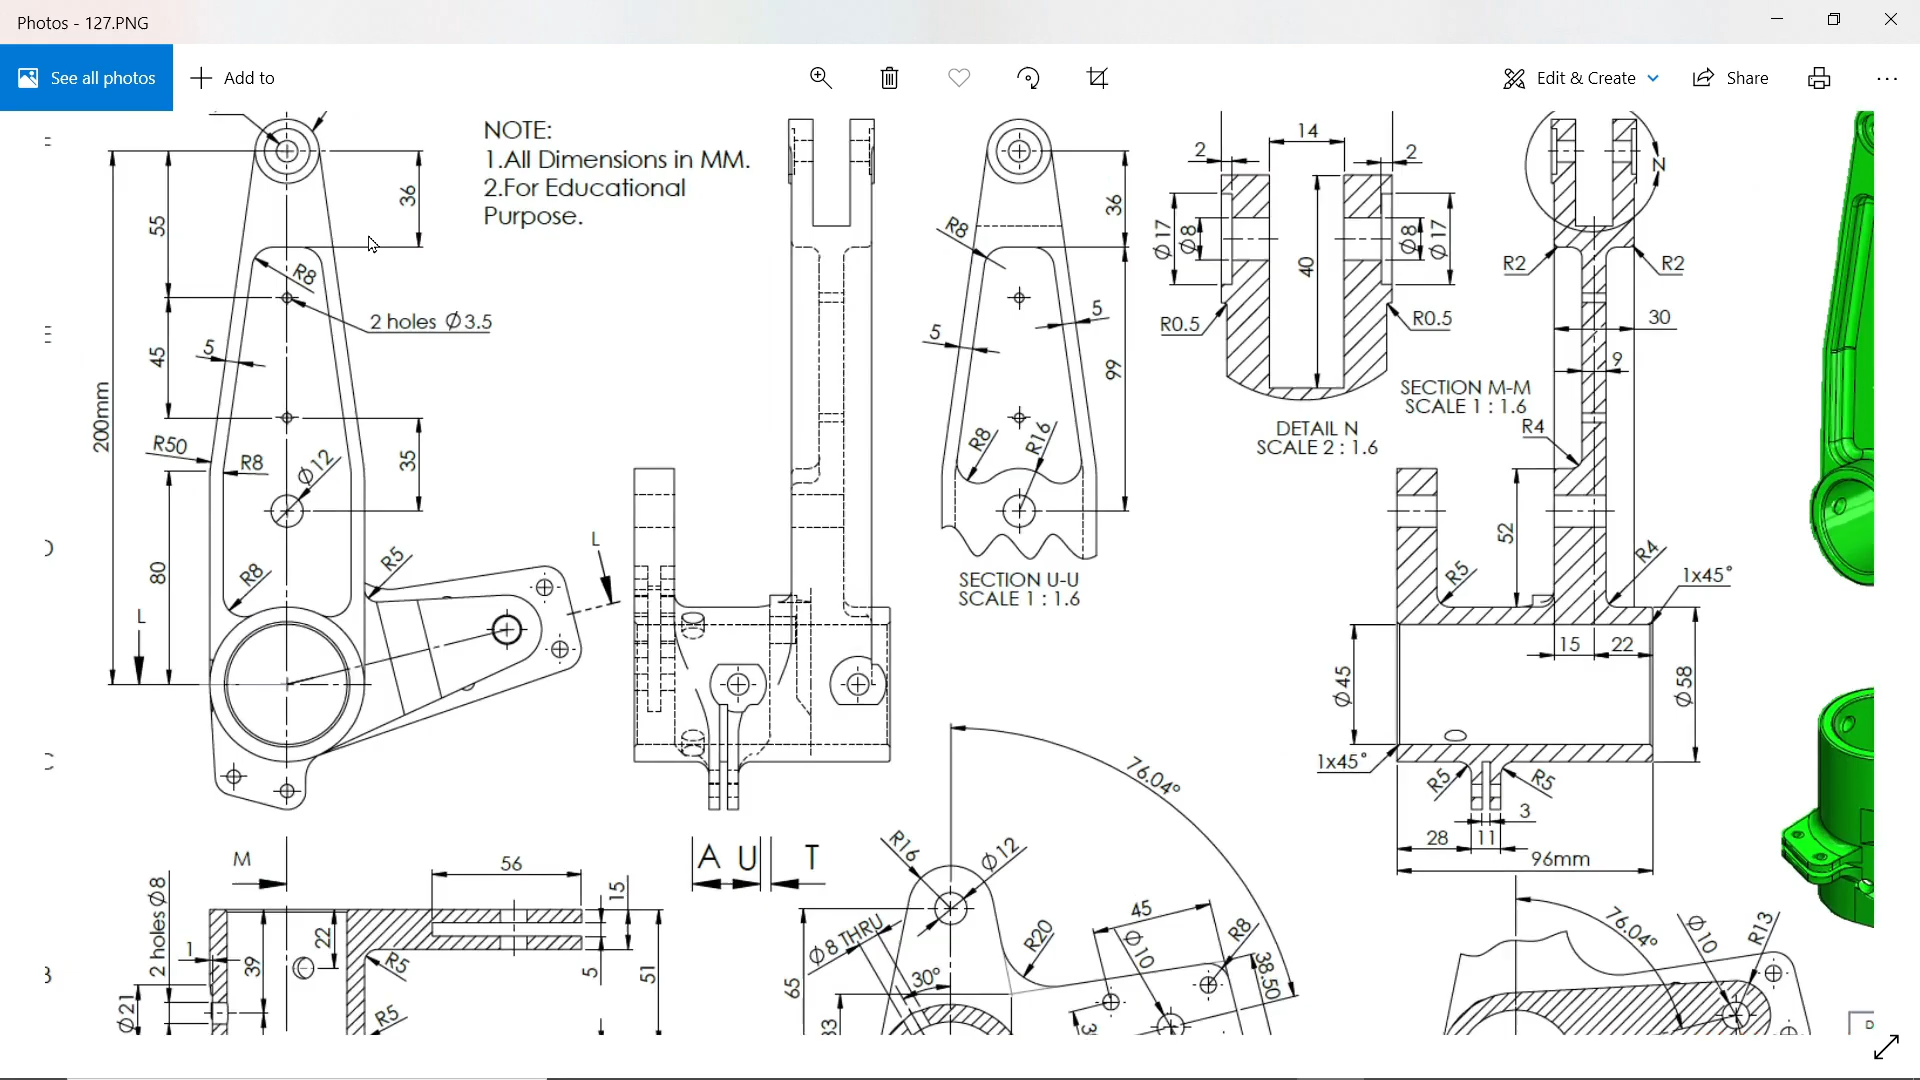 Photos - 127.PNG
See all photos
Add to
Edit & Create
Share
NOTE:
1.All Dimensions in MM.
2.For Educational
Purpose.
200mm
55
45
80
36
35
R8
2 holes Ø3.5
5
R50
R8
Ø12
R8
R5
L
L
R8
36
99
5
5
R8
R16
SECTION U-U
SCALE 1 : 1.6
14
2
2
Ø17
Ø8
40
Ø8
Ø17
R0.5
R0.5
DETAIL N
SCALE 2 : 1.6
N
R2
R2
30
9
SECTION M-M
SCALE 1 : 1.6
R4
52
R5
R4
1x45°
15
22
Ø45
Ø58
1x45°
R5
R5
3
28
11
96mm
M
56
15
2 holes Ø8
1
39
22
R5
5
51
Ø21
R5
A U T
76.04°
R16
Ø12
Ø8 THRU
R20
45
Ø10
R8
38.50
65
30°
33
3
76.04°
Ø10
R13
E
D
C
B